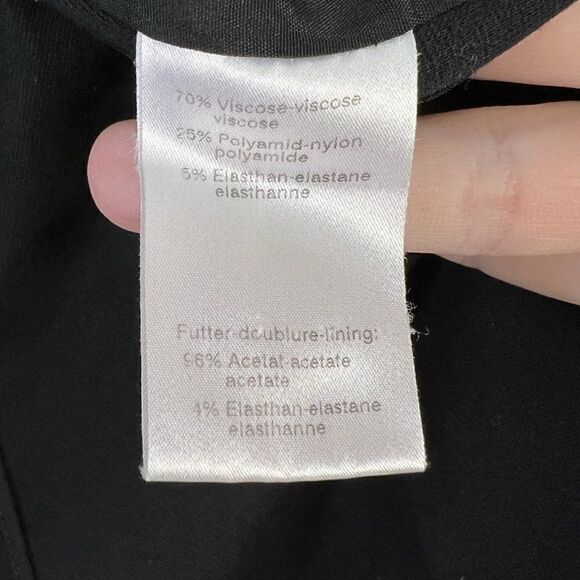 70% Viscose-viscose
viscose
25% Polyamid-nylon
polyamide
5% Elasthan-elastane
elasthanne
Futter-doublure-lining:
96% Acetat-acetate
acetate
4% Elasthan-elastane
elasthanne